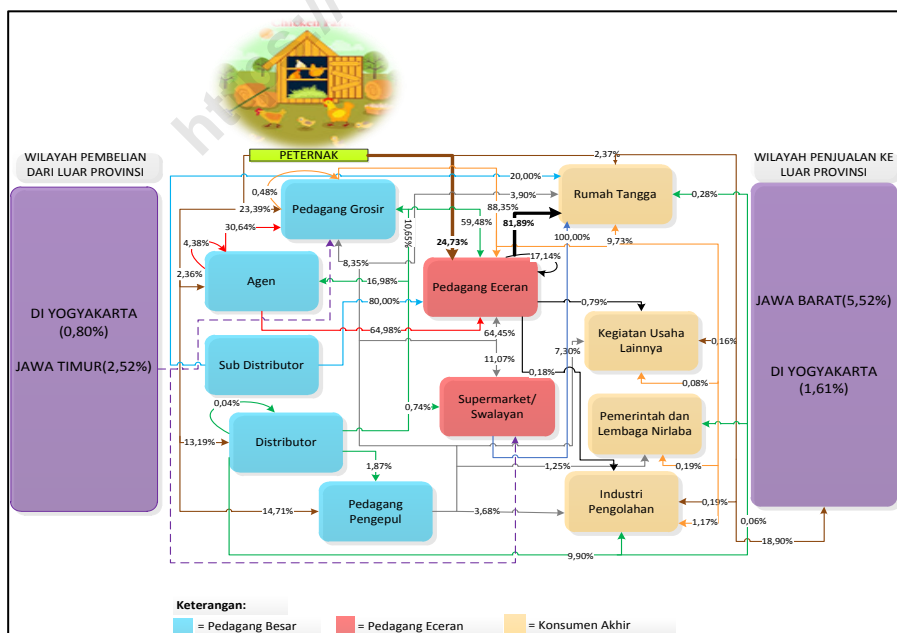 Chicken Farm
http
WILAYAH PEMBELIAN
DARI LUAR PROVINSI
DI YOGYAKARTA
(0,80%)
JAWA TIMUR(2,52%)
PETERNAK
WILAYAH PENJUALAN KE
LUAR PROVINSI
JAWA BARAT(5,52%)
DI YOGYAKARTA
(1,61%)
2,37%
20,00%
0,48%
23,39%
Pedagang Grosir
3,90%
88,35%
Rumah Tangga
0,28%
30,64%
10,65%
59,48%
81,89%
24,73%
100,00%
9,73%
4,38%
8,35%
17,14%
2,36%
Agen
16,98%
Pedagang Eceran
80,00%
0,79%
64,98%
64,45%
Kegiatan Usaha
Lainnya
7,30%
0,16%
Sub Distributor
11,07%
0,18%
0,08%
0,04%
0,74%
Supermarket/
Swalayan
Pemerintah dan
Lembaga Nirlaba
13,19%
Distributor
1,87%
1,25%
0,19%
Pedagang
Pengepul
Industri
Pengolahan
14,71%
3,68%
0,19%
1,17%
0,06%
18,90%
9,90%
Keterangan:
= Pedagang Besar
= Pedagang Eceran
= Konsumen Akhir